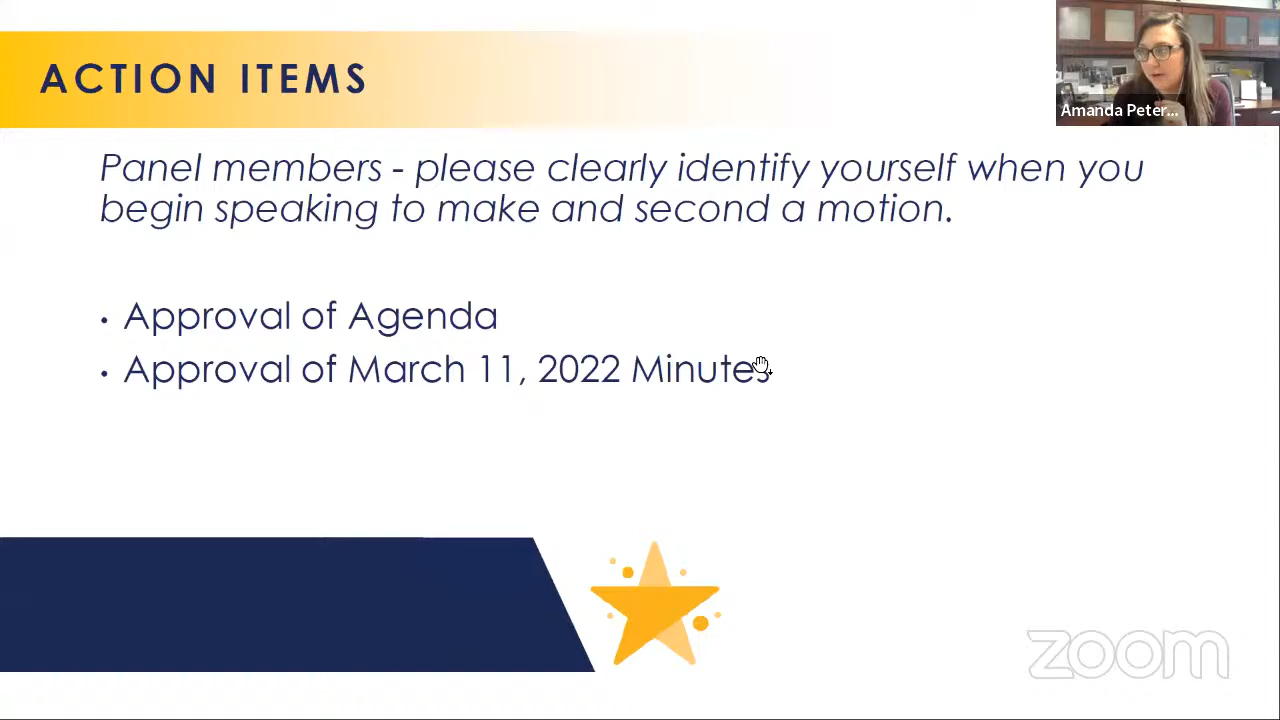 ACTION ITEMS
Amanda Peter...
Panel members - please clearly identify yourself when you
begin speaking to make and second a motion.
• Approval of Agenda
• Approval of March 11, 2022 Minutes
zoom